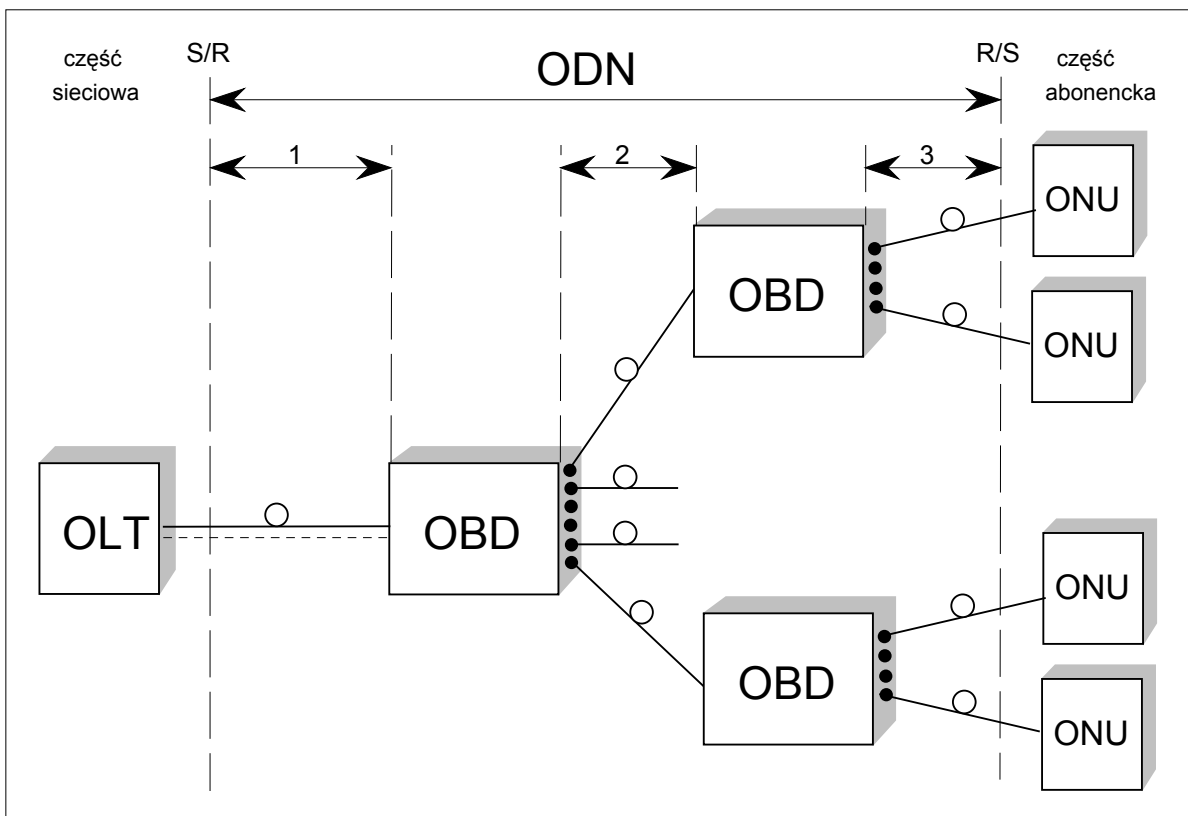 część
sieciowa
S/R
ODN
R/S
część
abonencka
1
2
3
ONU
OBD
ONU
OLT
OBD
ONU
OBD
ONU